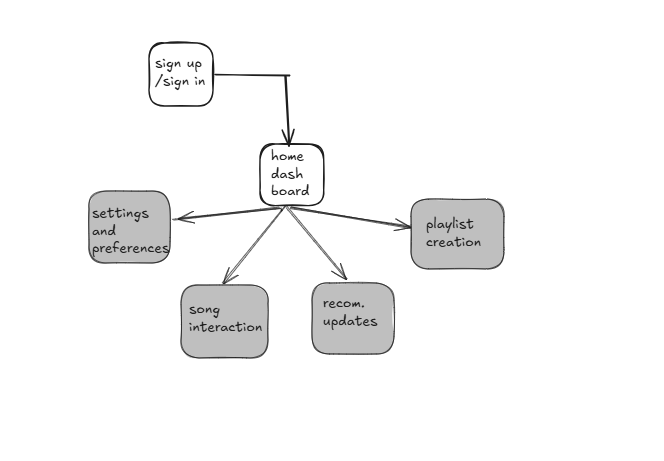 sign up
/sign in
home
dash
board
settings
and
preferences
playlist
creation
song
interaction
recom.
updates